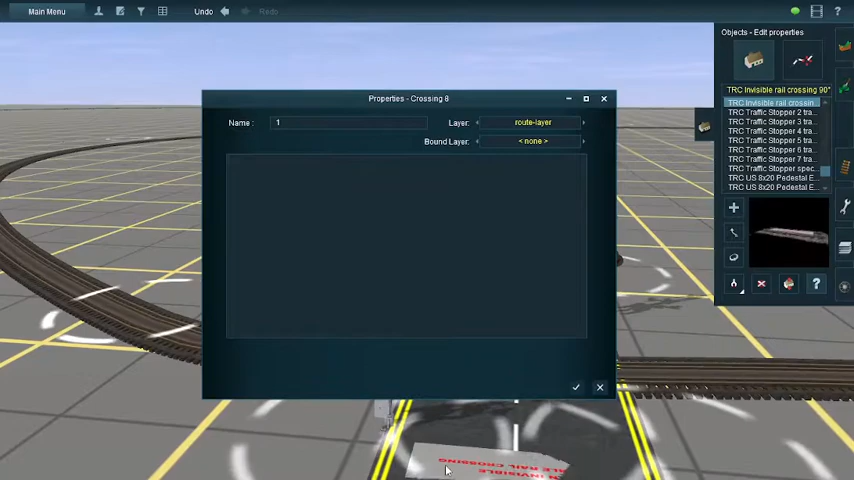 Main Menu
Undo
Redo
?
Objects - Edit properties
TRC Invisible rail crossing 90°
TRC Invisible rail crossin
TRC Traffic Stopper 2 tra...
TRC Traffic Stopper 3 tra...
TRC Traffic Stopper 4 tra...
TRC Traffic Stopper 5 tra...
TRC Traffic Stopper 6 tra...
TRC Traffic Stopper 7 tra...
TRC Traffic Stopper spec...
TRC US 8x20 Pedestal E...
TRC US 8x20 Pedestal E...
?
Properties - Crossing 8
Name :
1
Layer:
route-layer
Bound Layer:
< none >
INVISIBLE
RAIL CROSSING